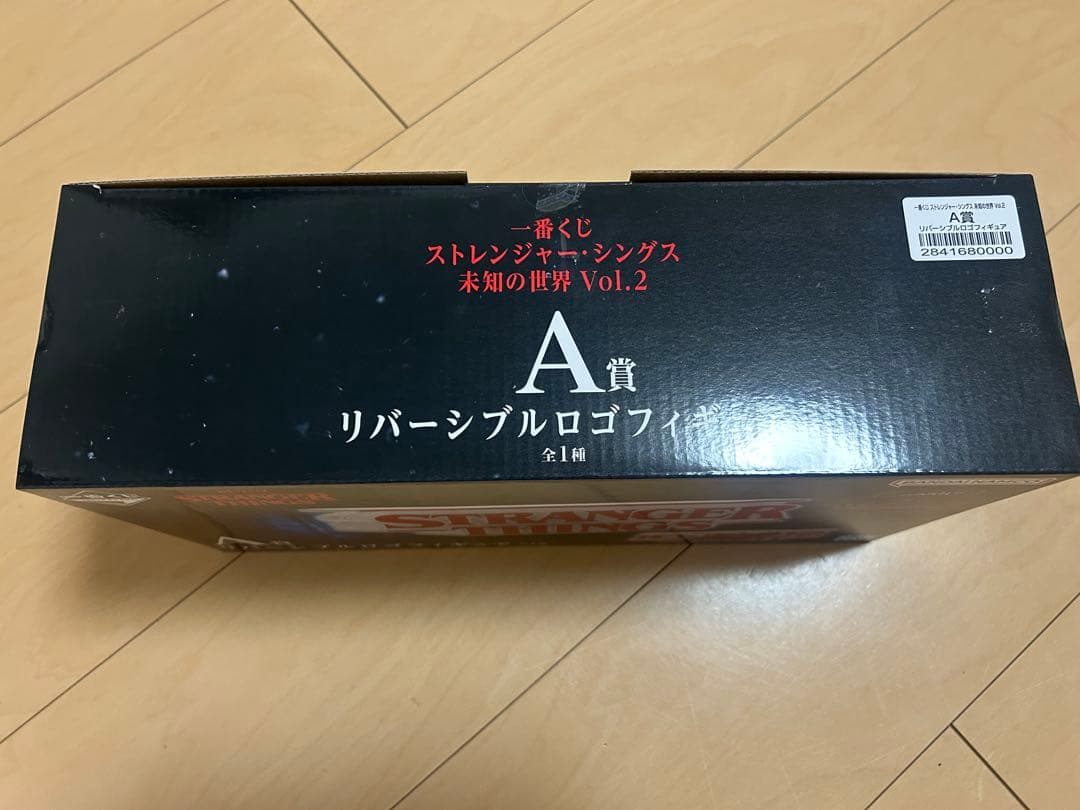 一番くじ
ストレンジャー・シングス
未知の世界 Vol.2
A賞
リバーシブルロゴフィギ
全1種
一番くじ ストレンジャー・シングス 未知の世界 Vol.2
A賞
リバーシブルロゴフィギュア
2841680000
STRANGER
THINGS
BANDAI NAMCO
STRANGER
THINGS